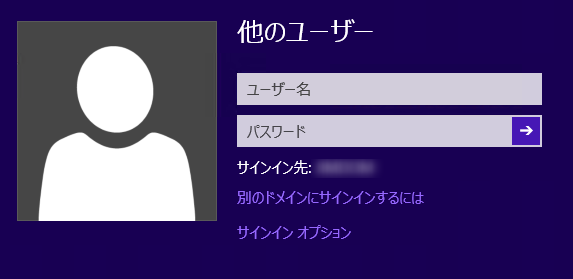 他のユーザー
ユーザー名
パスワード
サインイン先:
別のドメインにサインインするには
サインイン オプション